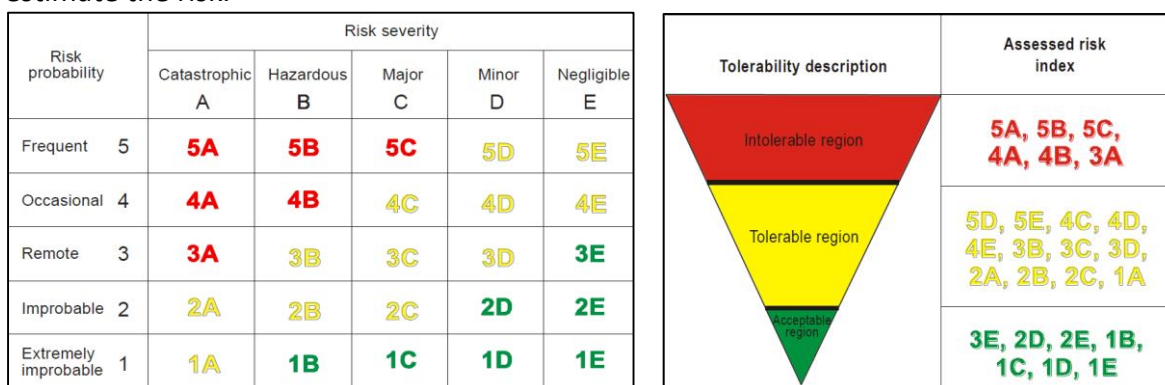 estimate the risk.
Risk probability
Risk severity
Catastrophic A
Hazardous B
Major C
Minor D
Negligible E
Frequent 5
5A 5B 5C 5D 5E
Occasional 4
4A 4B 4C 4D 4E
Remote 3
3A 3B 3C 3D 3E
Improbable 2
2A 2B 2C 2D 2E
Extremely improbable 1
1A 1B 1C 1D 1E
Tolerability description
Assessed risk index
Intolerable region
5A, 5B, 5C,
4A, 4B, 3A
Tolerable region
5D, 5E, 4C, 4D,
4E, 3B, 3C, 3D,
2A, 2B, 2C, 1A
Acceptable region
3E, 2D, 2E, 1B,
1C, 1D, 1E